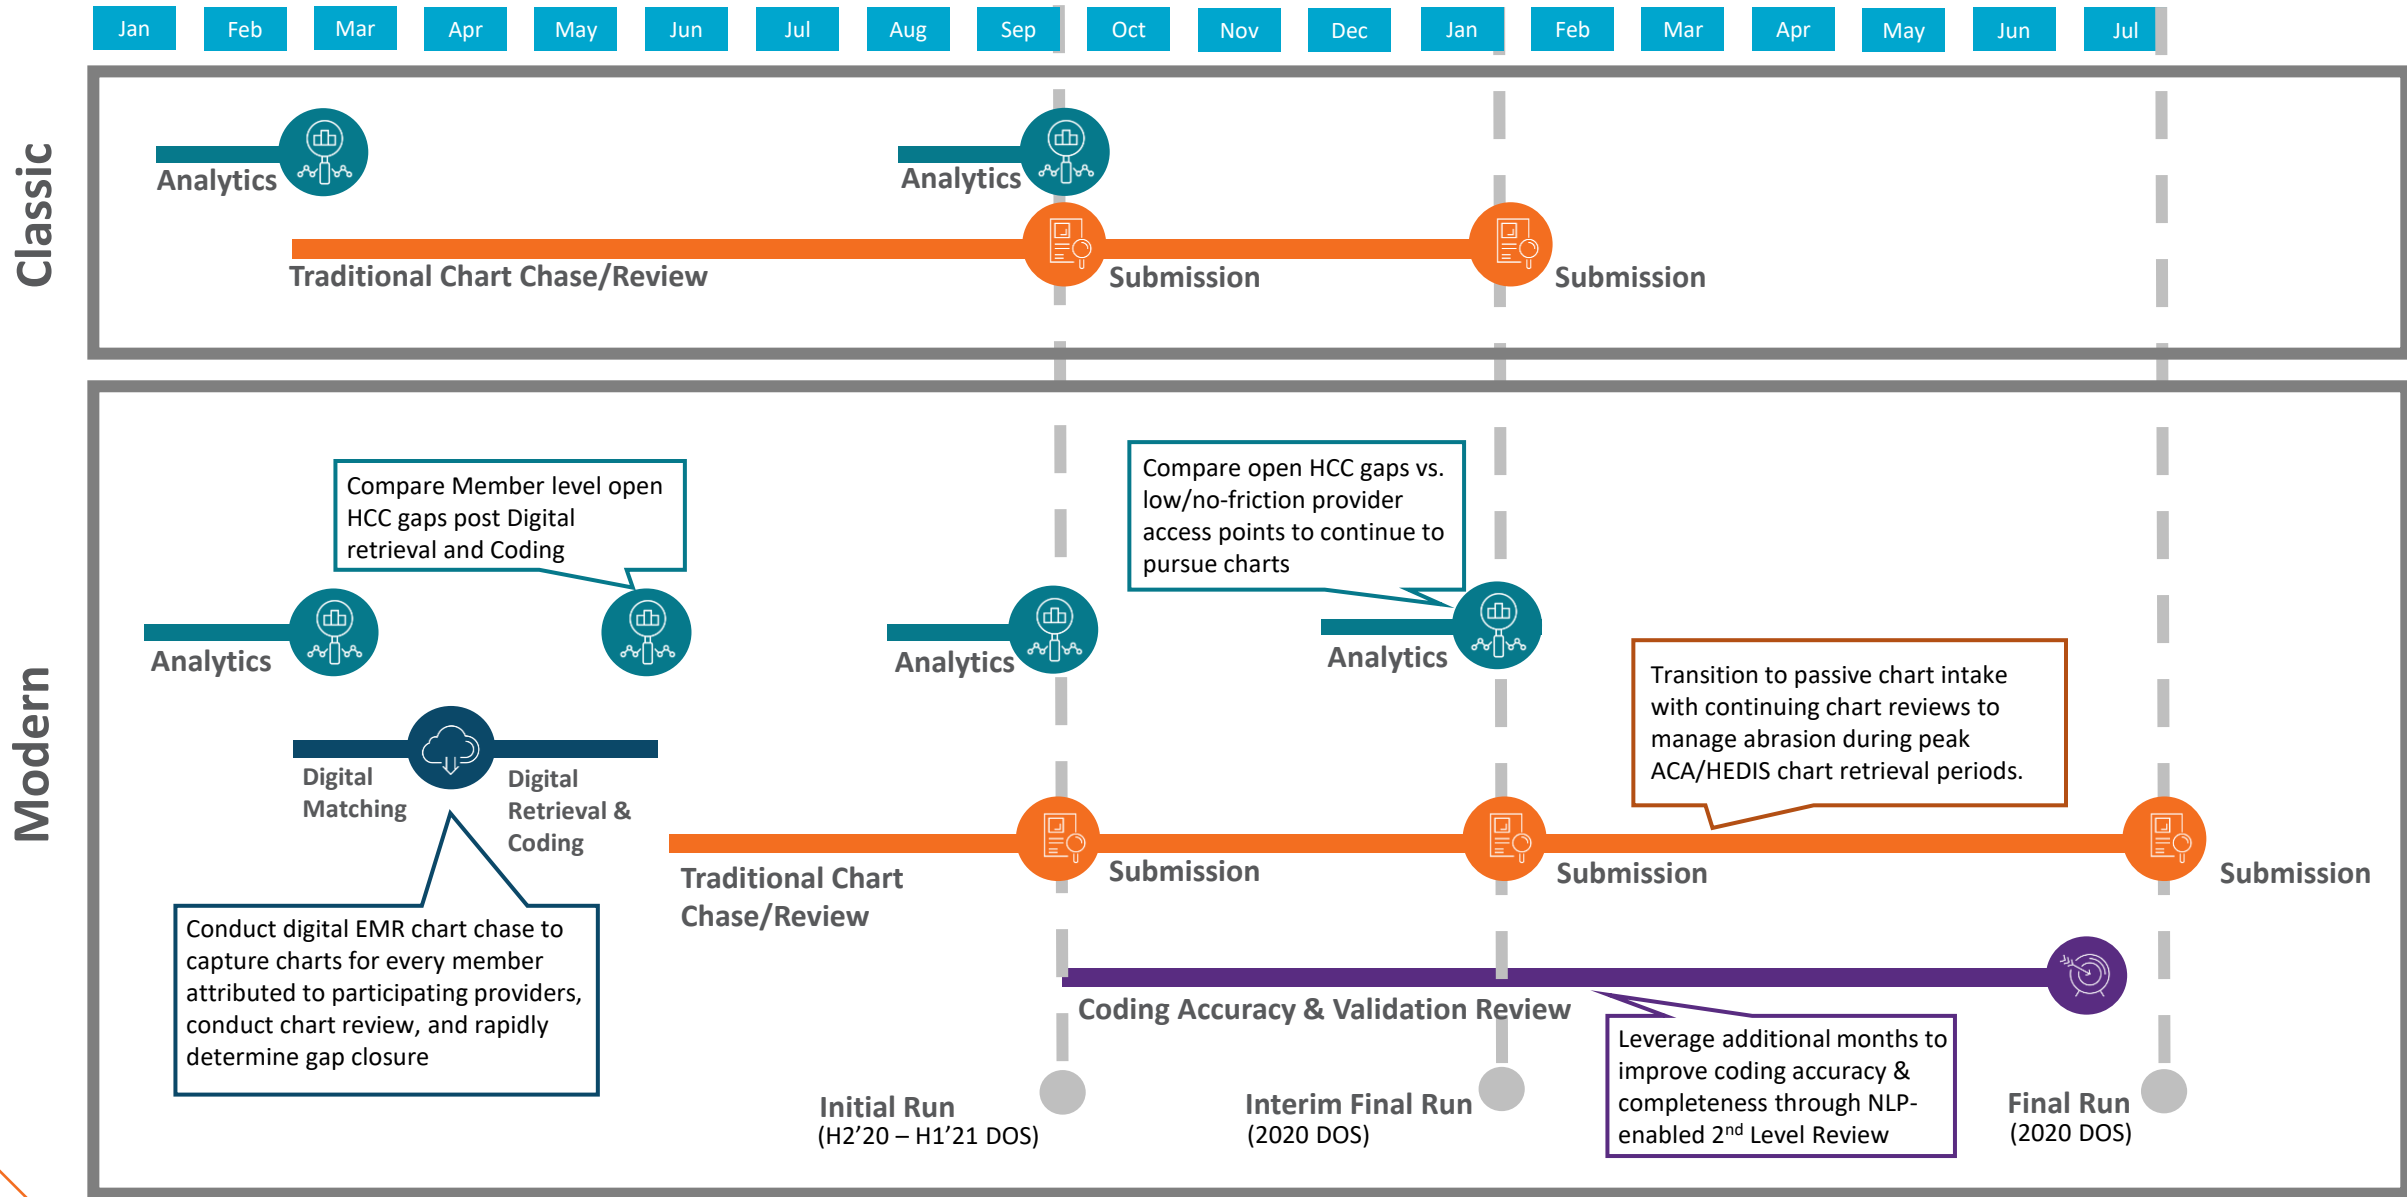 Jan Feb Mar Apr May Jun Jul Aug Sep Oct Nov Dec Jan Feb Mar Apr May Jun Jul
Classic
Analytics
Analytics
Traditional Chart Chase/Review
Submission
Submission
Modern
Compare Member level open
HCC gaps post Digital
retrieval and Coding
Compare open HCC gaps vs.
low/no-friction provider
access points to continue to
pursue charts
Analytics
Analytics
Analytics
Transition to passive chart intake
with continuing chart reviews to
manage abrasion during peak
ACA/HEDIS chart retrieval periods.
Digital
Matching
Digital
Retrieval &
Coding
Traditional Chart
Chase/Review
Submission
Submission
Submission
Conduct digital EMR chart chase to
capture charts for every member
attributed to participating providers,
conduct chart review, and rapidly
determine gap closure
Coding Accuracy & Validation Review
Leverage additional months to
improve coding accuracy &
completeness through NLP-
enabled 2nd Level Review
Initial Run
(H2’20 – H1’21 DOS)
Interim Final Run
(2020 DOS)
Final Run
(2020 DOS)